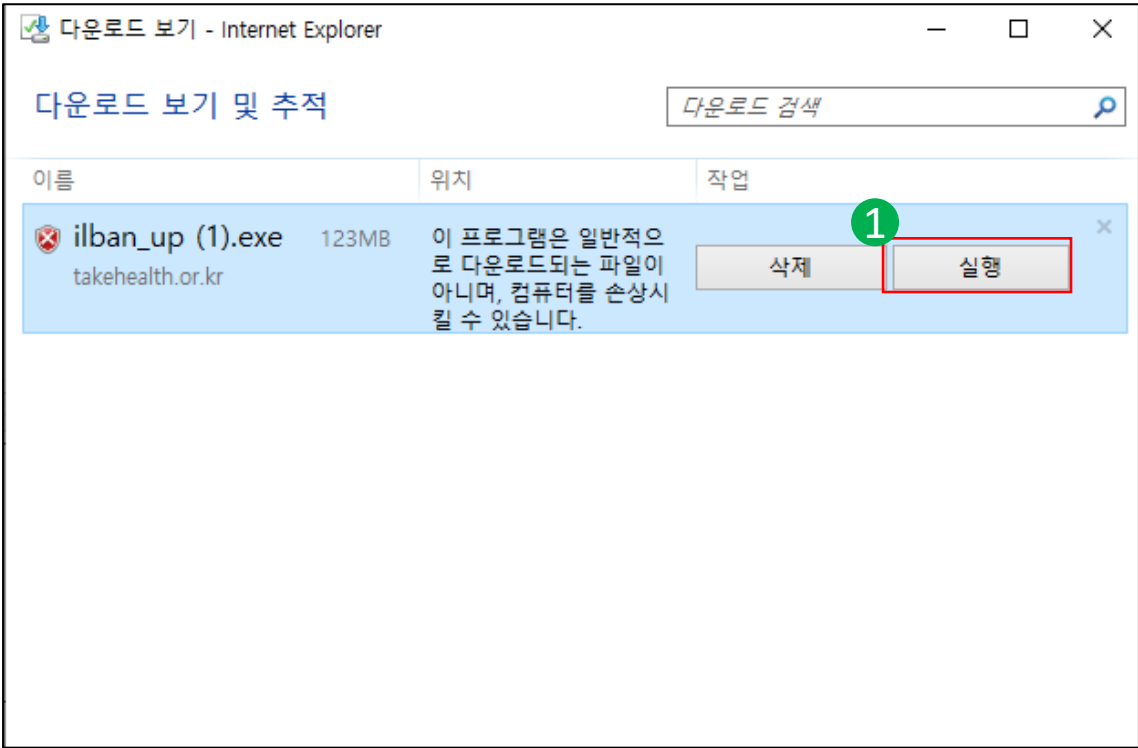 다운로드 보기 - Internet Explorer
다운로드 보기 및 추적
다운로드 검색
이름 위치 작업
1
ilban_up (1).exe 123MB
takehealth.or.kr
이 프로그램은 일반적으
로 다운로드되는 파일이
아니며, 컴퓨터를 손상시
킬 수 있습니다.
삭제 실행